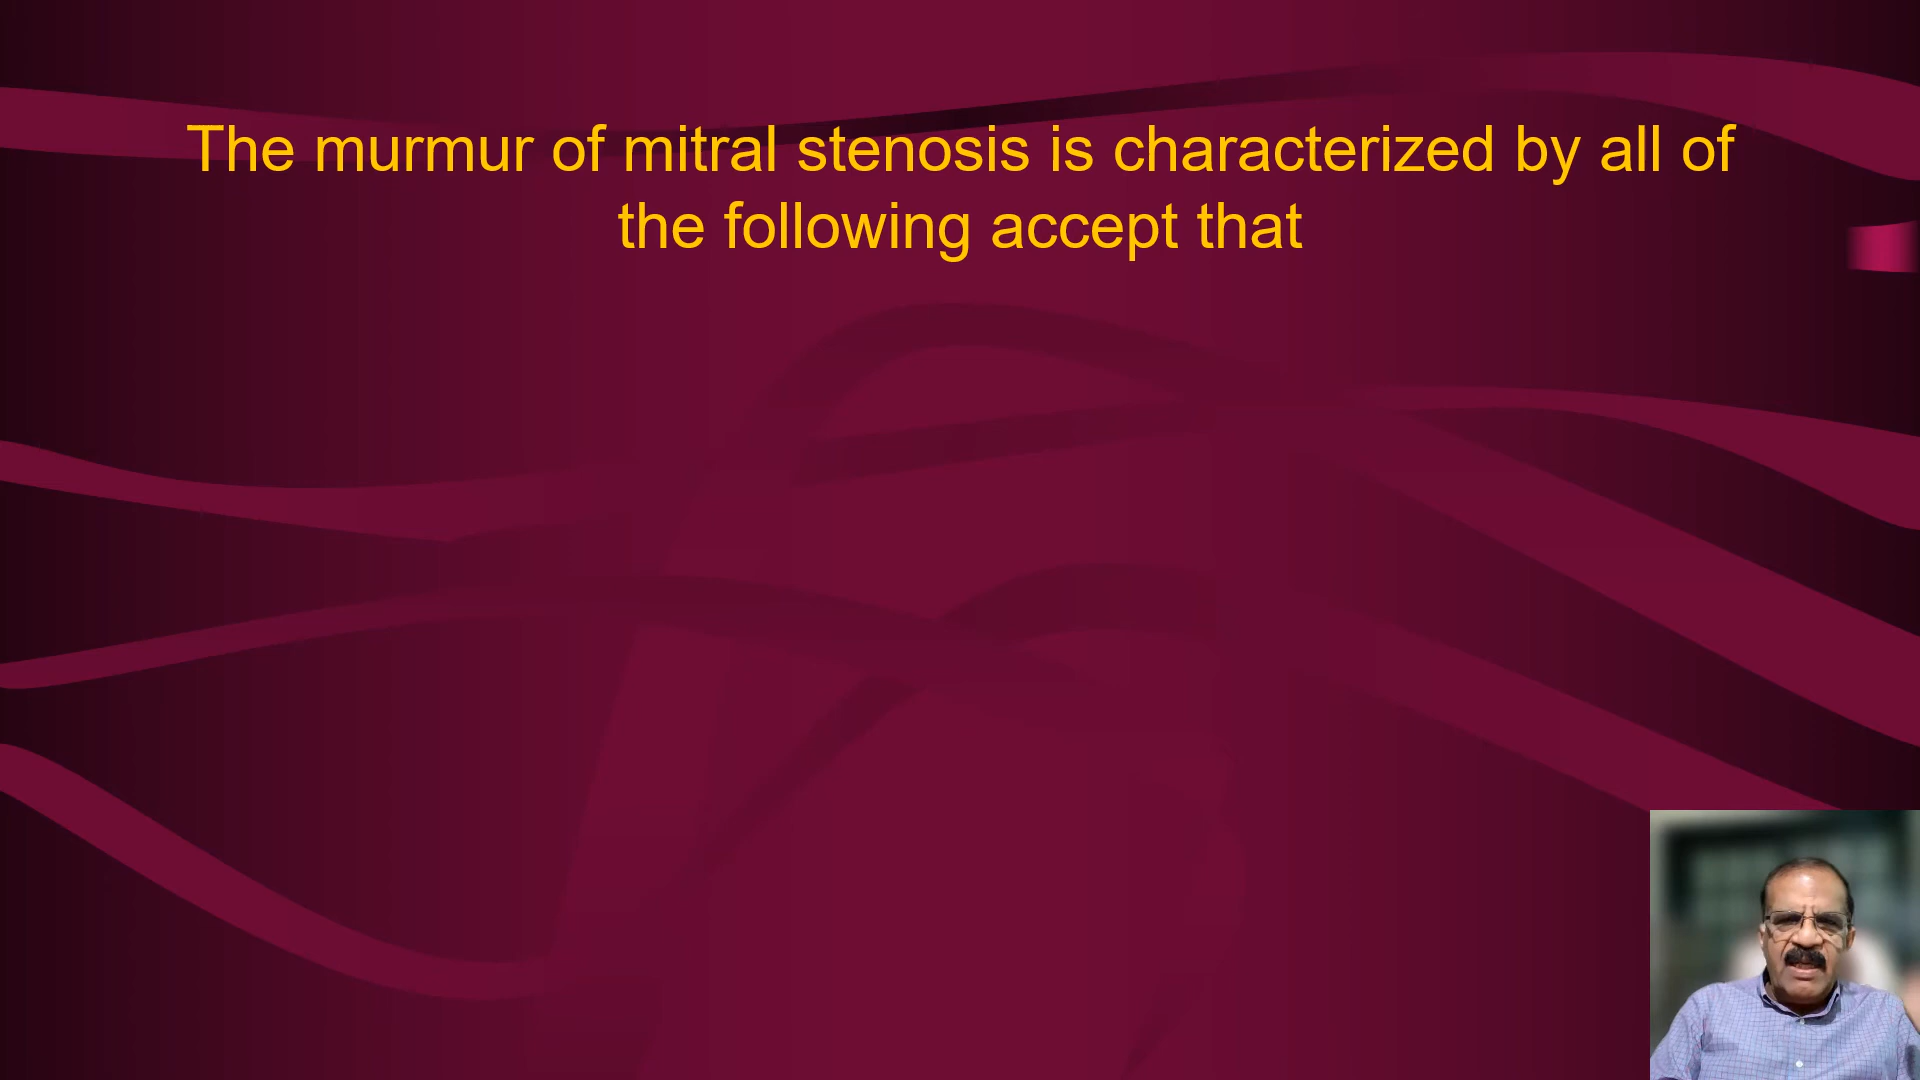 The murmur of mitral stenosis is characterized by all of
the following accept that